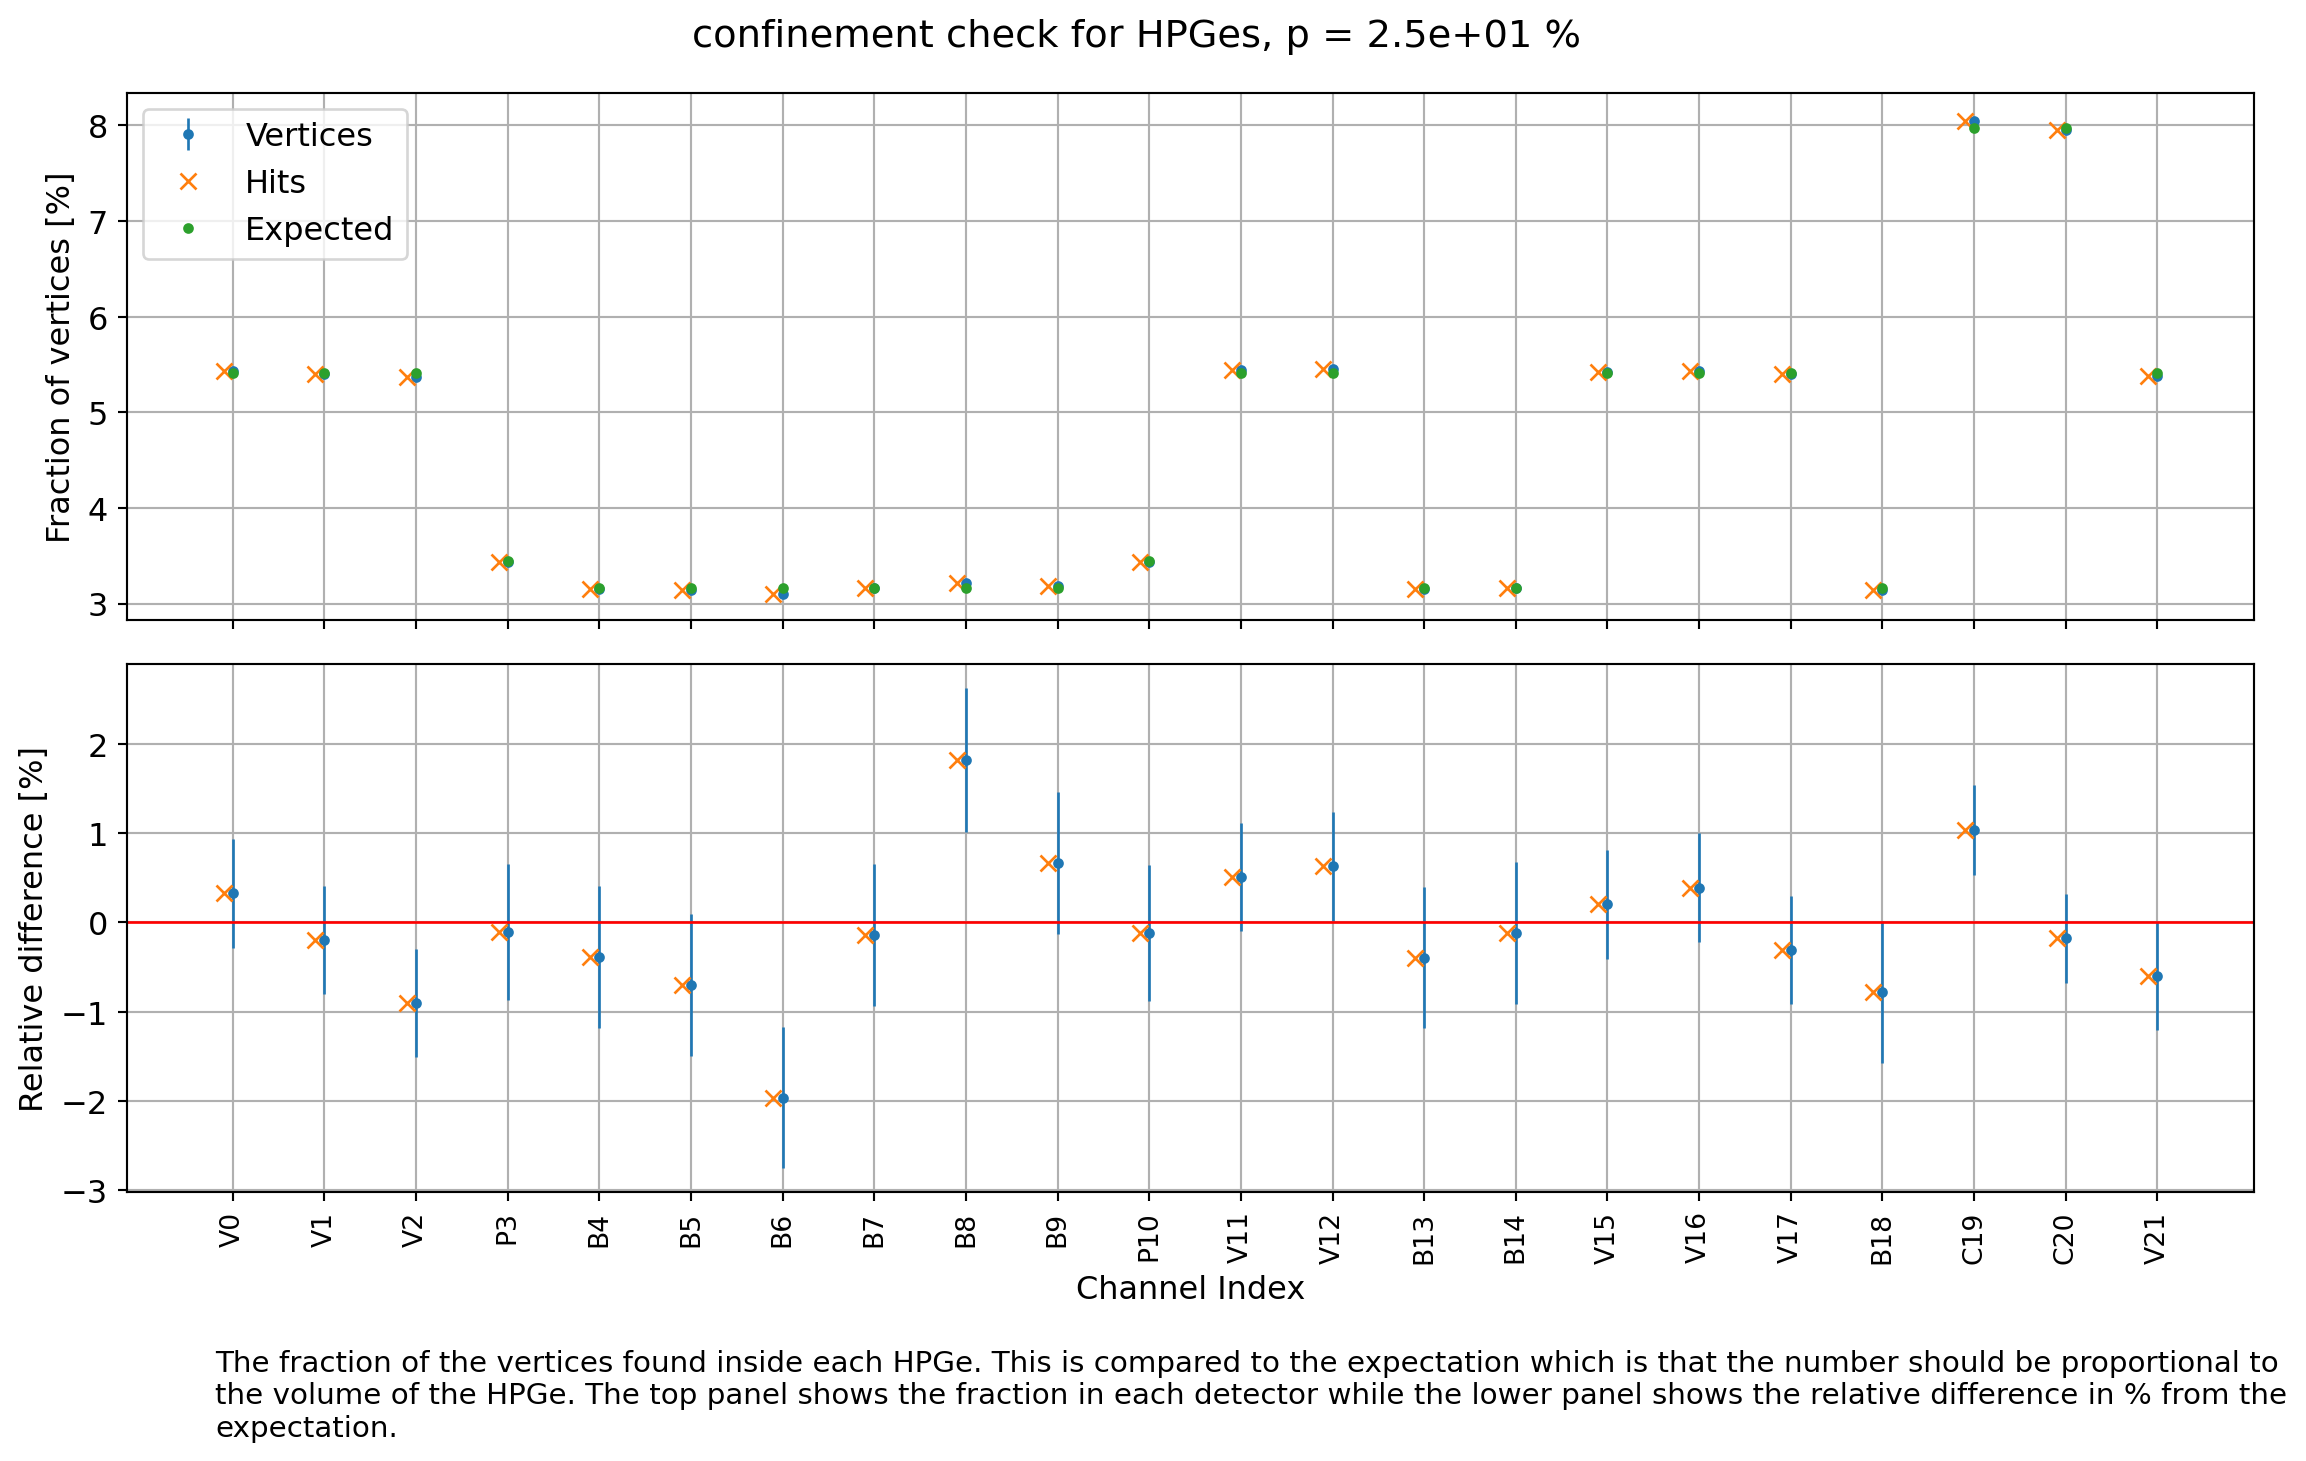 confinement check for HPGes, p = 2.5e+01 %
Fraction of vertices [%]
8
7
6
5
4
3
Vertices
Hits
Expected
Relative difference [%]
2
1
0
−1
−2
−3
V0 V1 V2 P3 B4 B5 B6 B7 B8 B9 P10 V11 V12 B13 B14 V15 V16 V17 B18 C19 C20 V21
Channel Index
The fraction of the vertices found inside each HPGe. This is compared to the expectation which is that the number should be proportional to
the volume of the HPGe. The top panel shows the fraction in each detector while the lower panel shows the relative difference in % from the
expectation.